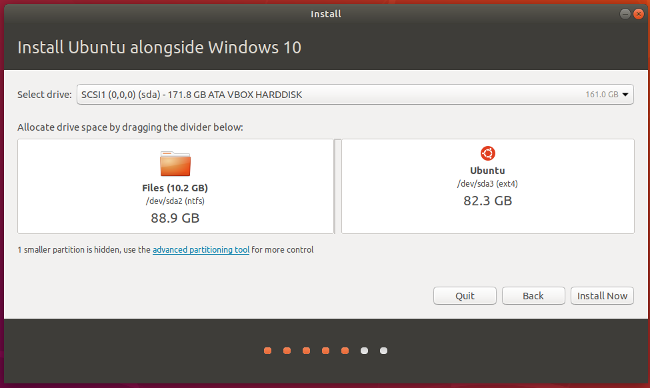 Install
Install Ubuntu alongside Windows 10
Select drive: SCSI1 (0,0,0) (sda) - 171.8 GB ATA VBOX HARDDISK 161.0 GB
Allocate drive space by dragging the divider below:
Files (10.2 GB)
/dev/sda2 (ntfs)
88.9 GB
Ubuntu
/dev/sda3 (ext4)
82.3 GB
1 smaller partition is hidden, use the advanced partitioning tool for more control
Quit Back Install Now